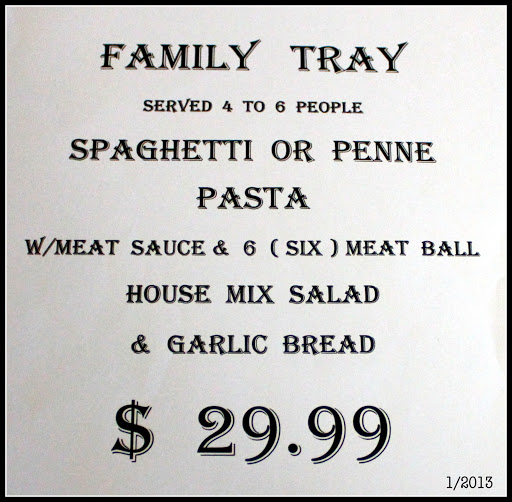 FAMILY TRAY
SERVED 4 TO 6 PEOPLE
SPAGHETTI OR PENNE
PASTA
W/MEAT SAUCE & 6 ( SIX ) MEAT BALL
HOUSE MIX SALAD
& GARLIC BREAD
$ 29.99
1/2013